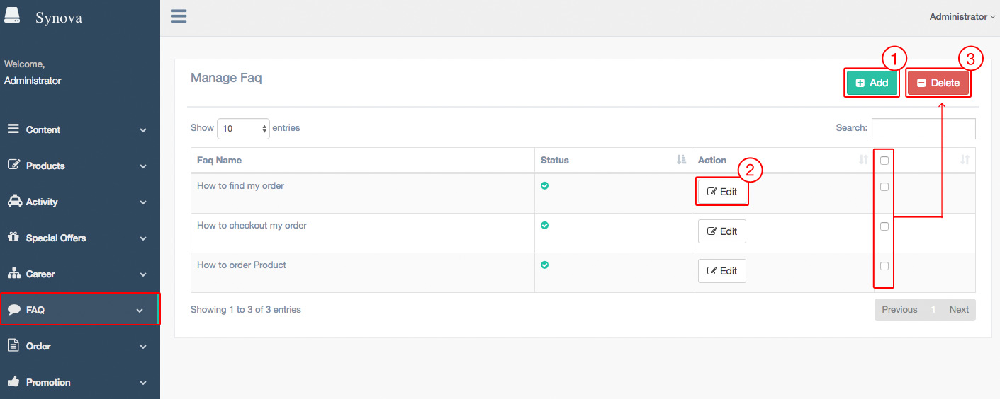 Synova
Administrator
Welcome,
Administrator
Content
Products
Activity
Special Offers
Career
FAQ
Order
Promotion
Manage Faq
1
3
Add
Delete
Show 10 entries
Search:
Faq Name Status Action
2
How to find my order Edit
How to checkout my order Edit
How to order Product Edit
Showing 1 to 3 of 3 entries
Previous 1 Next